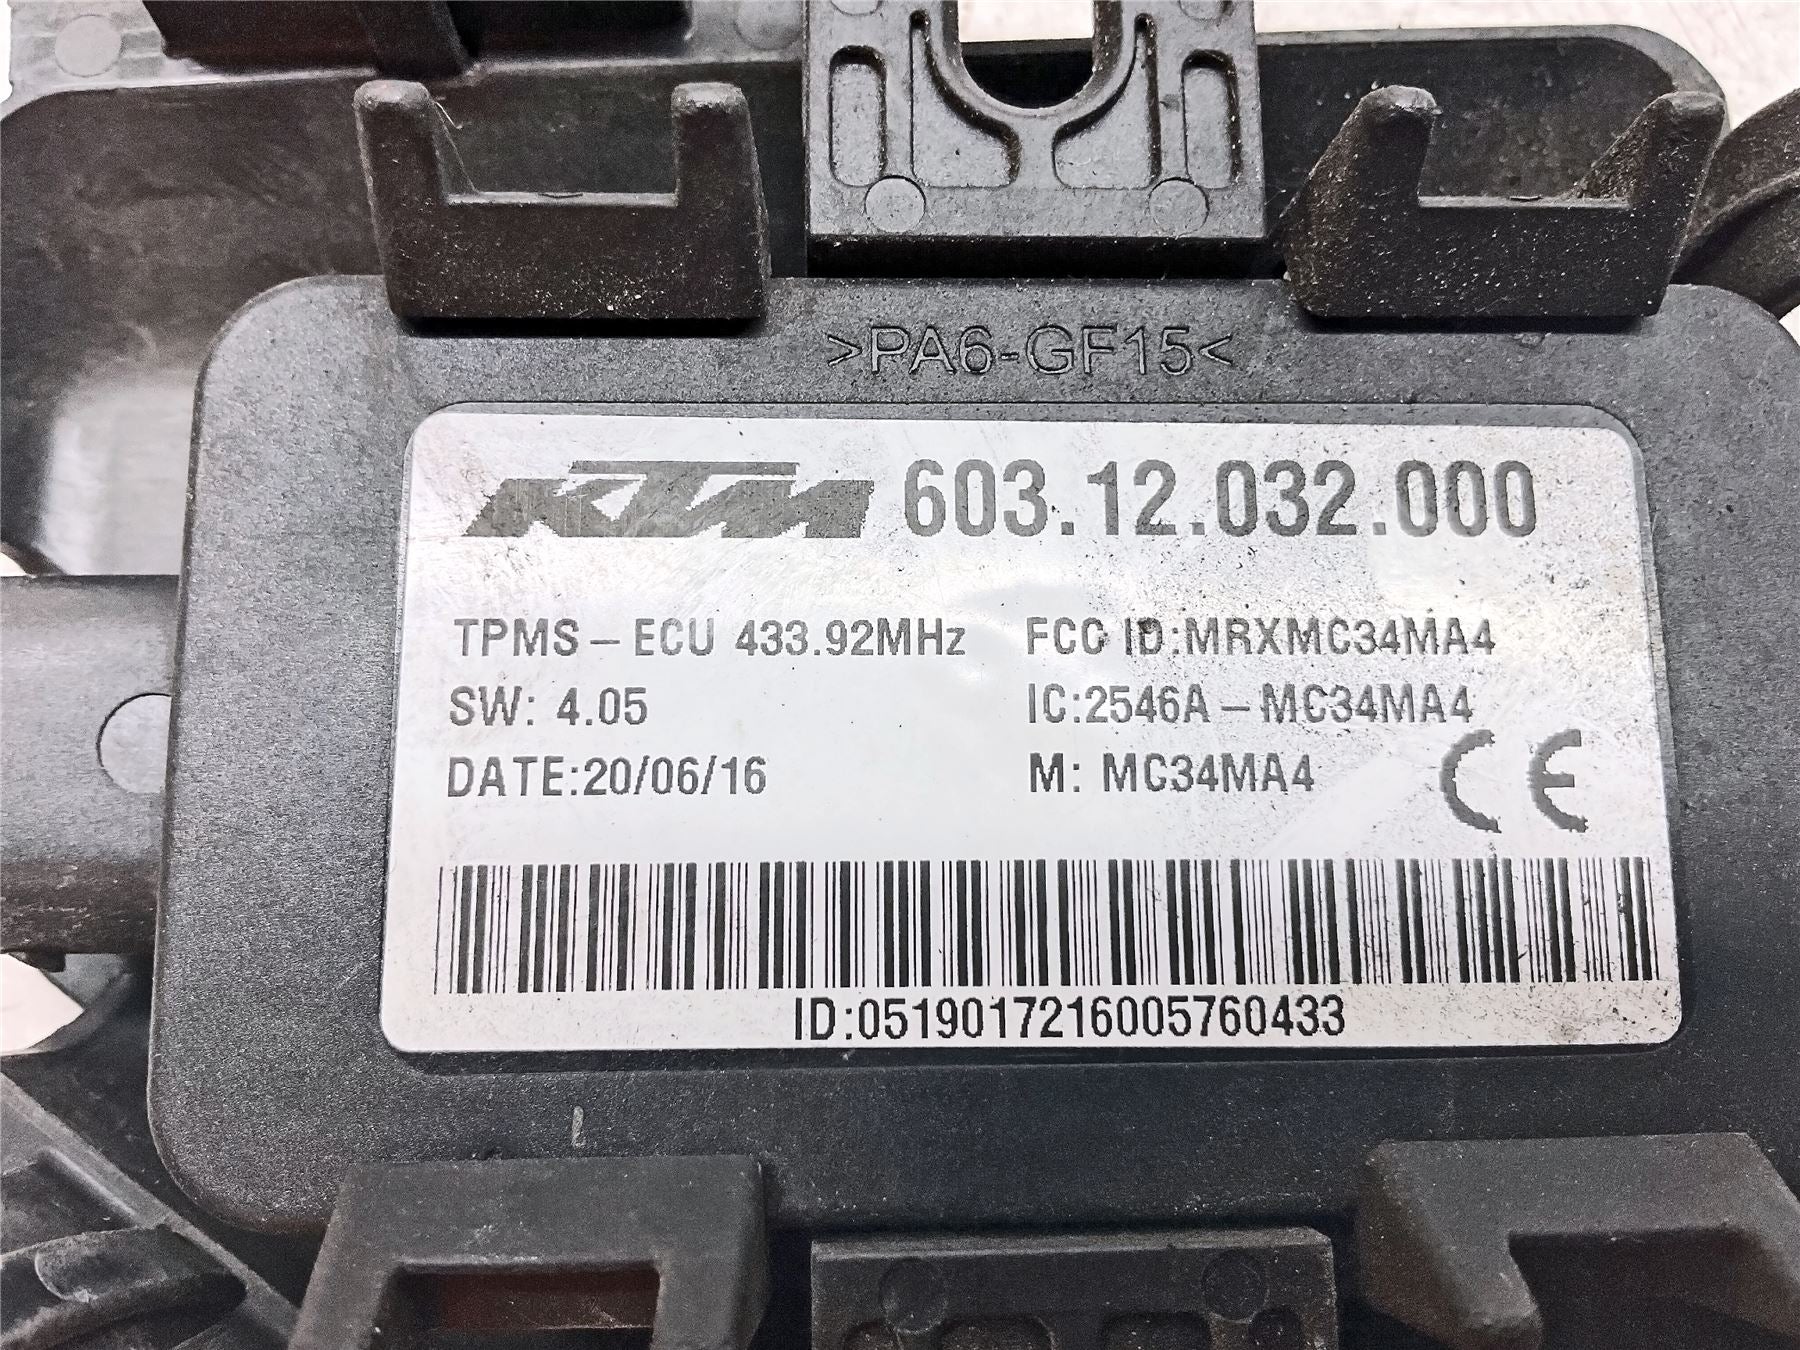 >PA6-GF15<
KTM 603.12.032.000
TPMS-ECU 433.92MHz FCC ID:MRXMC34MA4
SW: 4.05 IC:2546A-MC34MA4
DATE:20/06/16 M: MC34MA4 CE
ID:0519017216005760433